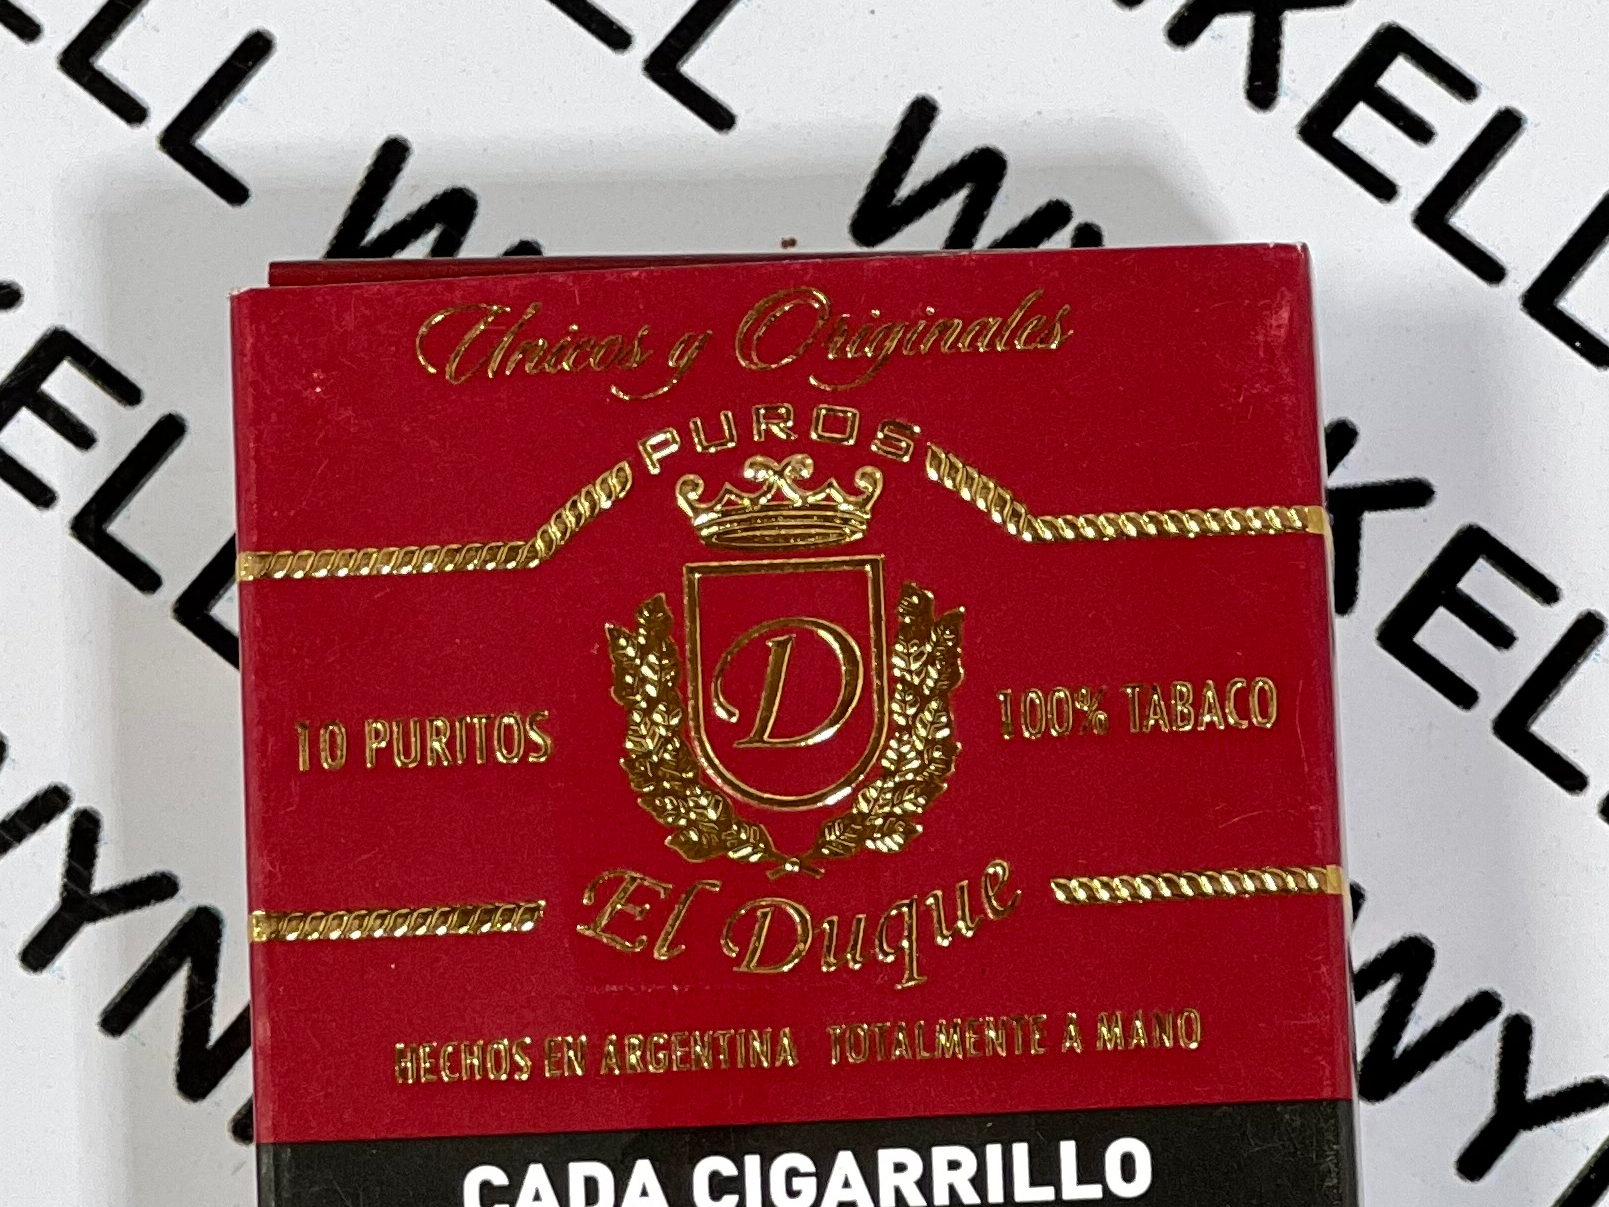 Unicos y Originales
PUROS
D
10 PURITOS
100% TABACO
El Duque
HECHOS EN ARGENTINA TOTALMENTE A MANO
CADA CIGARRILLO